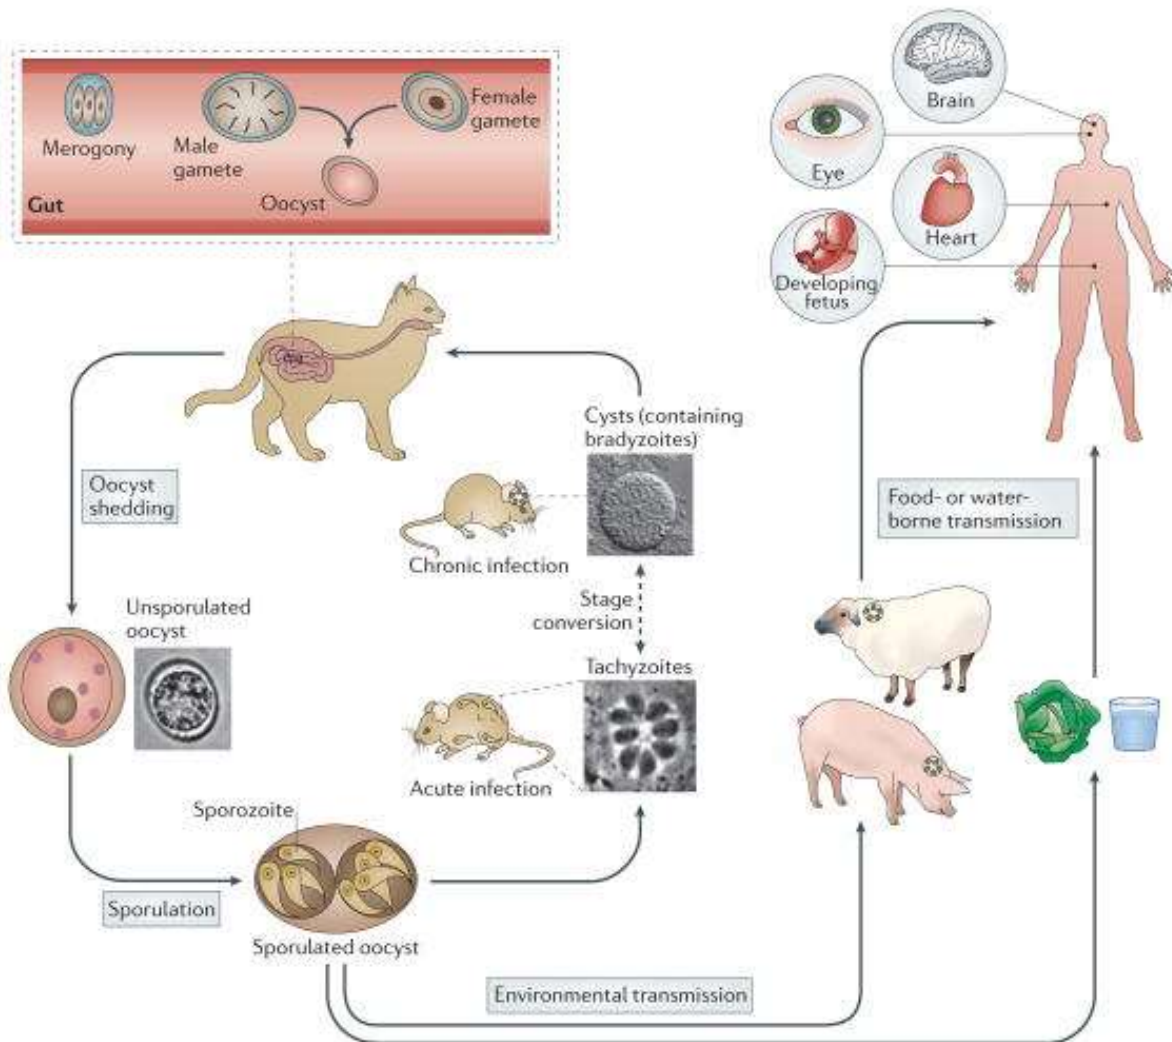 Merogony
Male
gamete
Female
gamete
Oocyst
Gut
Brain
Eye
Heart
Developing
fetus
Cysts (containing
bradyzoites)
Oocyst
shedding
Chronic infection
Food- or water-
borne transmission
Unsporulated
oocyst
Stage
conversion
Tachyzoites
Acute infection
Sporozoite
Sporulation
Sporulated oocyst
Environmental transmission